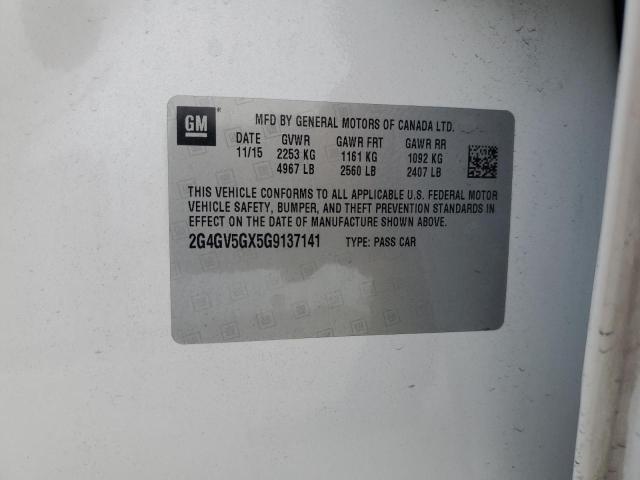 GM
MFD BY GENERAL MOTORS OF CANADA LTD.
DATE GVWR GAWR FRT GAWR RR
11/15 2253 KG 1161 KG 1092 KG
4967 LB 2560 LB 2407 LB
THIS VEHICLE CONFORMS TO ALL APPLICABLE U.S. FEDERAL MOTOR
VEHICLE SAFETY, BUMPER, AND THEFT PREVENTION STANDARDS IN
EFFECT ON THE DATE OF MANUFACTURE SHOWN ABOVE.
2G4GV5GX5G9137141 TYPE: PASS CAR